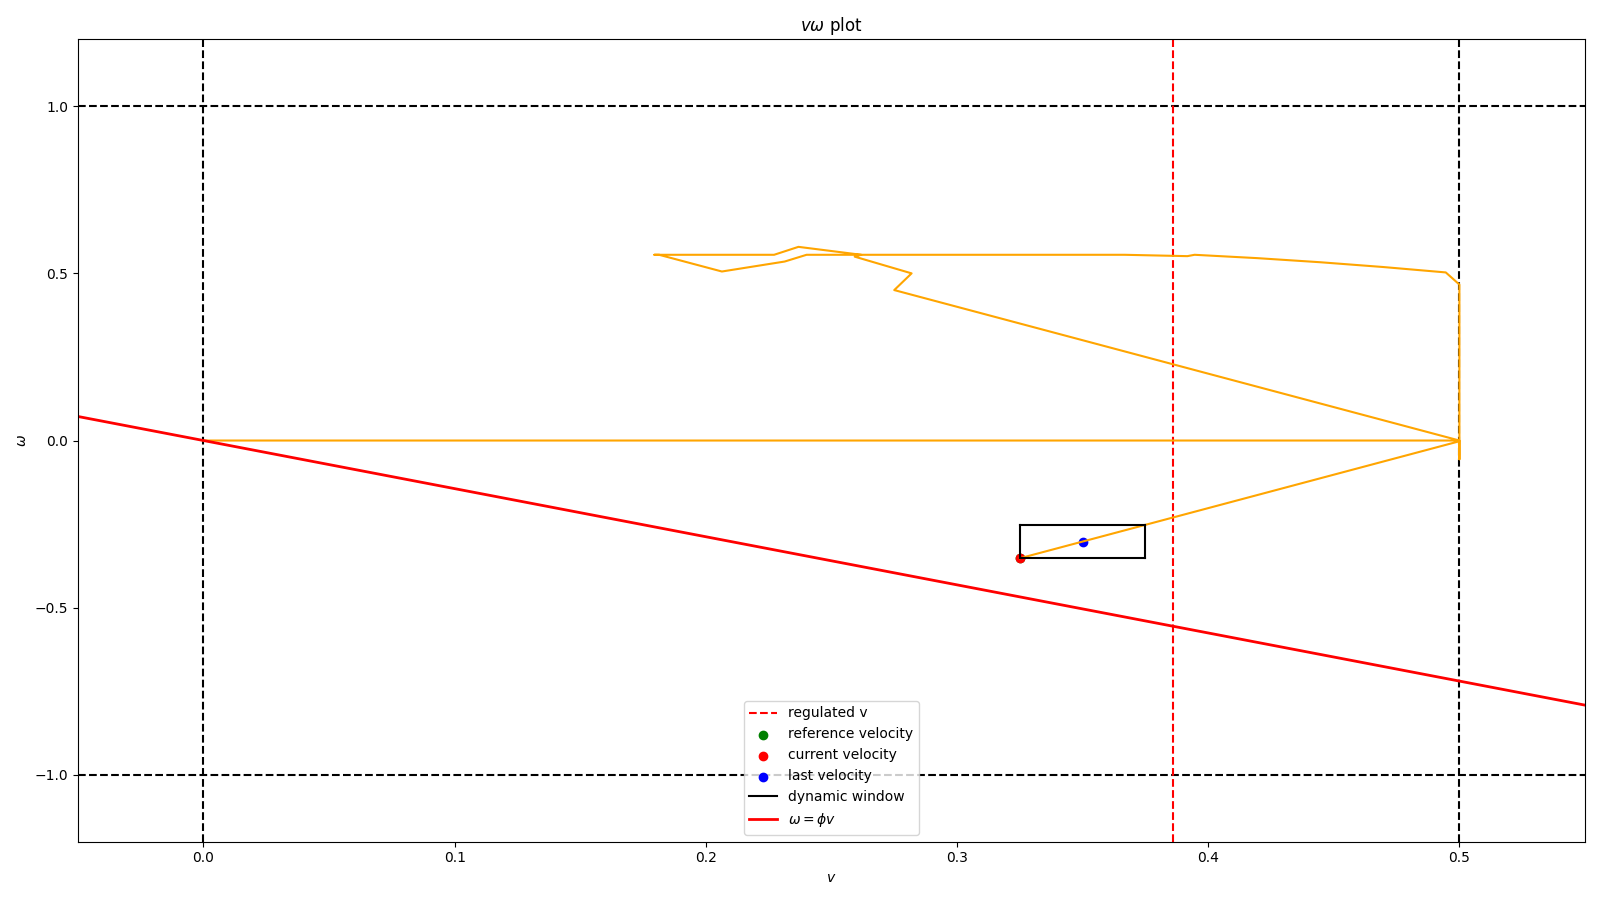 vω plot
1.0
0.5
0.0
−0.5
−1.0
ω
regulated v
reference velocity
current velocity
last velocity
dynamic window
ω = ϕv
0.0 0.1 0.2 0.3 0.4 0.5
v